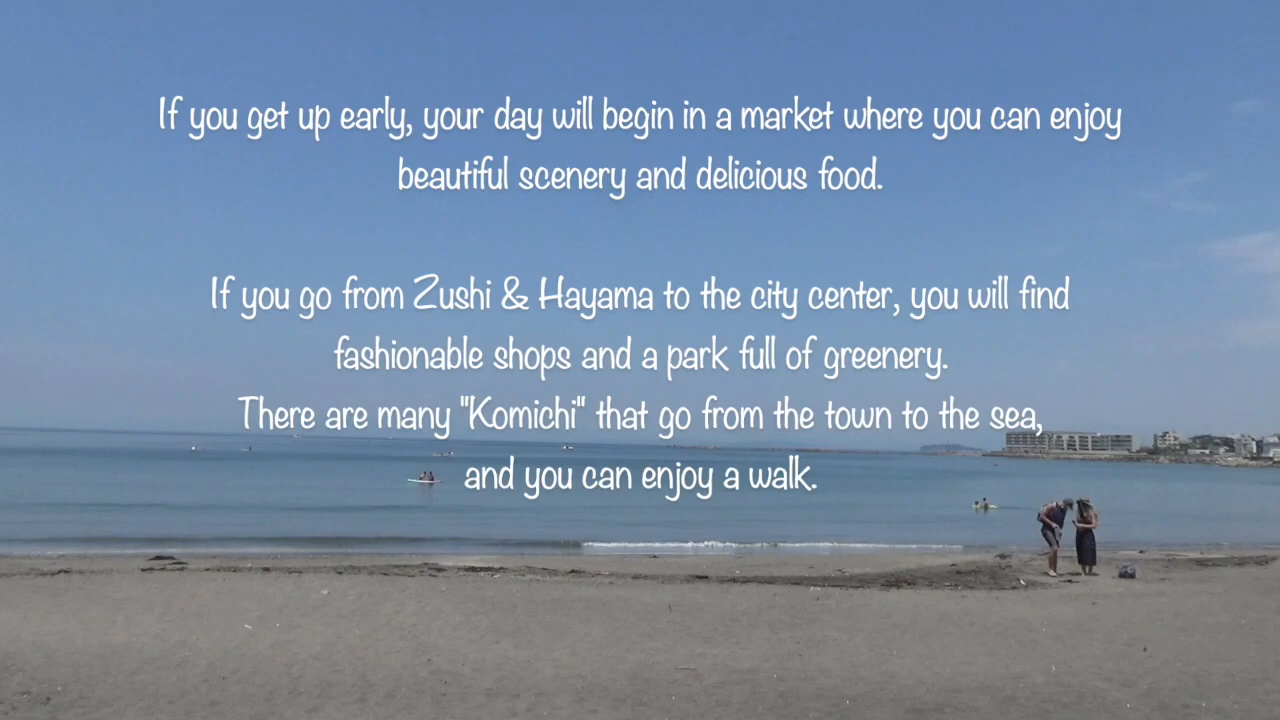 If you get up early, your day will begin in a market where you can enjoy
beautiful scenery and delicious food.
If you go from Zushi & Hayama to the city center, you will find
fashionable shops and a park full of greenery.
There are many "Komichi" that go from the town to the sea,
and you can enjoy a walk.